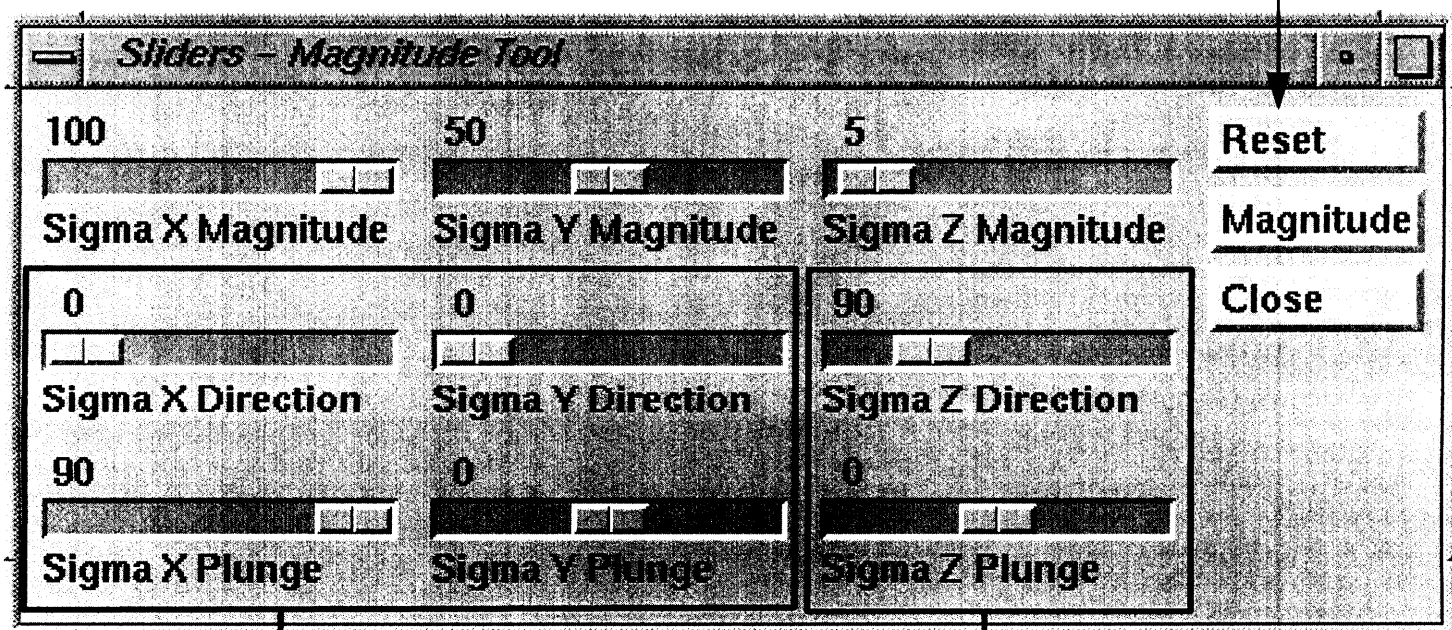 Sliders - Magnitude Tool
100 50 5
Sigma X Magnitude Sigma Y Magnitude Sigma Z Magnitude
Reset
Magnitude
Close
0 0 90
Sigma X Direction Sigma Y Direction Sigma Z Direction
90 0 0
Sigma X Plunge Sigma Y Plunge Sigma Z Plunge